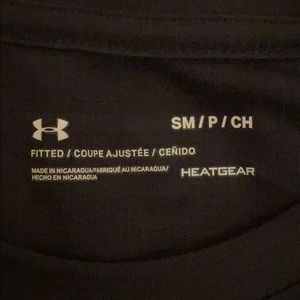 SM / P / CH
FITTED / COUPE AJUSTÉE / CEÑIDO
MADE IN NICARAGUA/FABRIQUÉ AU NICARAGUA/
HECHO EN NICARAGUA
HEATGEAR